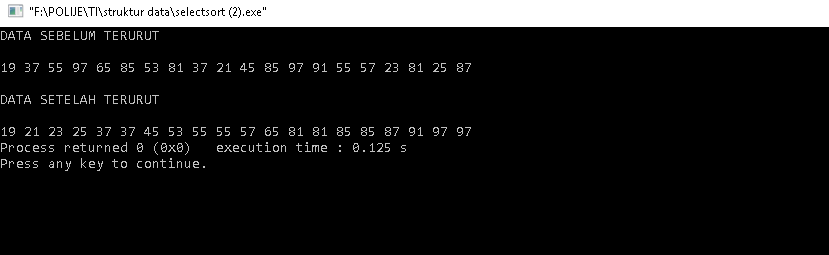 "F:\POLIJE\TI\struktur data\selectsort (2).exe"
DATA SEBELUM TERURUT
19 37 55 97 65 85 53 81 37 21 45 85 97 91 55 57 23 81 25 87
DATA SETELAH TERURUT
19 21 23 25 37 37 45 53 55 55 57 65 81 81 85 85 87 91 97 97
Process returned 0 (0x0)   execution time : 0.125 s
Press any key to continue.